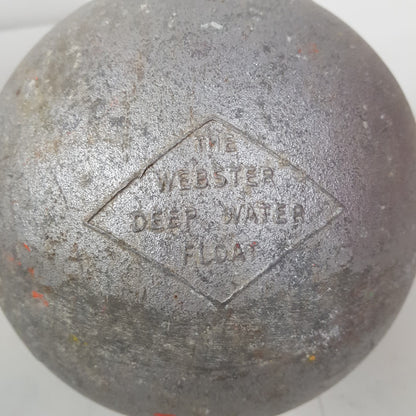 THE
WEBSTER
DEEP WATER
FLOAT